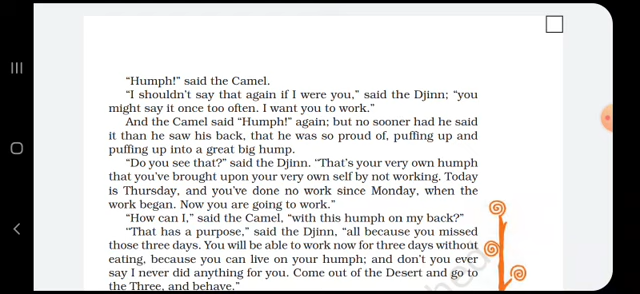 “Humph!” said the Camel.
“I shouldn’t say that again if I were you,” said the Djinn; “you
might say it once too often. I want you to work.”
And the Camel said “Humph!” again; but no sooner had he said
it than he saw his back, that he was so proud of, puffing up and
puffing up into a great big hump.
“Do you see that?” said the Djinn. “That’s your very own humph
that you’ve brought upon your very own self by not working. Today
is Thursday, and you’ve done no work since Monday, when the
work began. Now you are going to work.”
“How can I,” said the Camel, “with this humph on my back?”
“That has a purpose,” said the Djinn, “all because you missed
those three days. You will be able to work now for three days without
eating, because you can live on your humph; and don’t you ever
say I never did anything for you. Come out of the Desert and go to
the Three, and behave.”